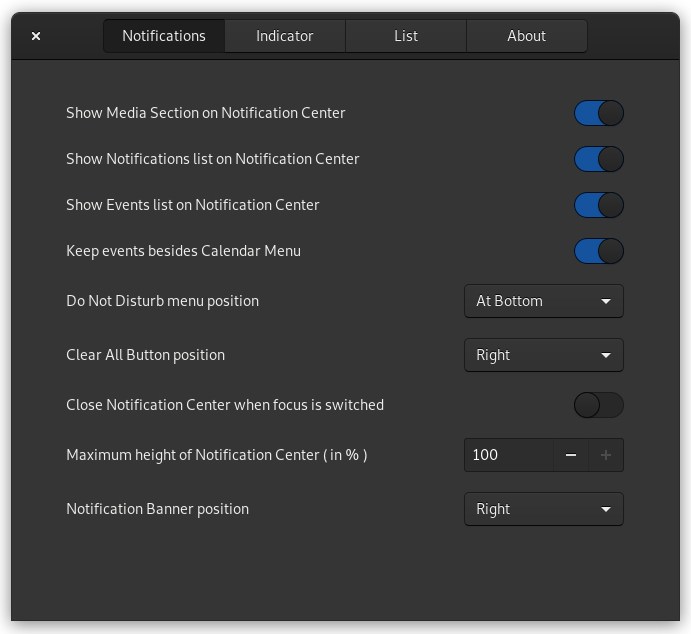 Notifications Indicator List About
Show Media Section on Notification Center
Show Notifications list on Notification Center
Show Events list on Notification Center
Keep events besides Calendar Menu
Do Not Disturb menu position At Bottom
Clear All Button position Right
Close Notification Center when focus is switched
Maximum height of Notification Center ( in % ) 100
Notification Banner position Right